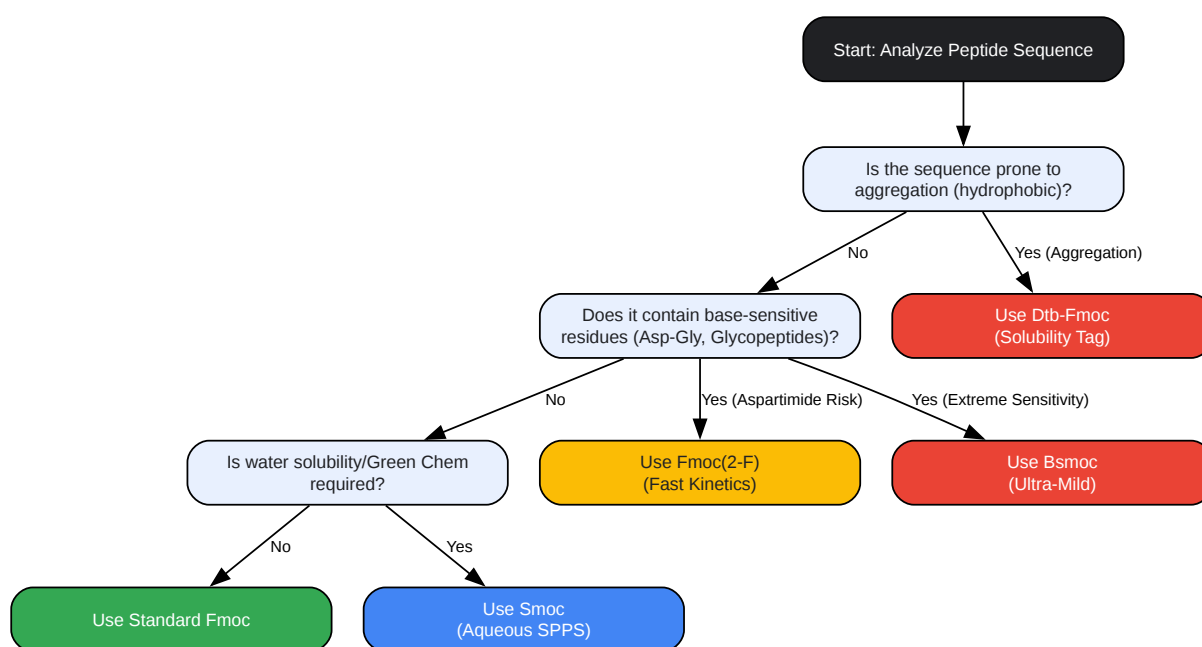 Start: Analyze Peptide Sequence
Is the sequence prone to
aggregation (hydrophobic)?
No
Yes (Aggregation)
Does it contain base-sensitive
residues (Asp-Gly, Glycopeptides)?
Use Dtb-Fmoc
(Solubility Tag)
No
Yes (Aspartimide Risk)
Yes (Extreme Sensitivity)
Is water solubility/Green Chem
required?
Use Fmoc(2-F)
(Fast Kinetics)
Use Bsmoc
(Ultra-Mild)
No
Yes
Use Standard Fmoc
Use Smoc
(Aqueous SPPS)